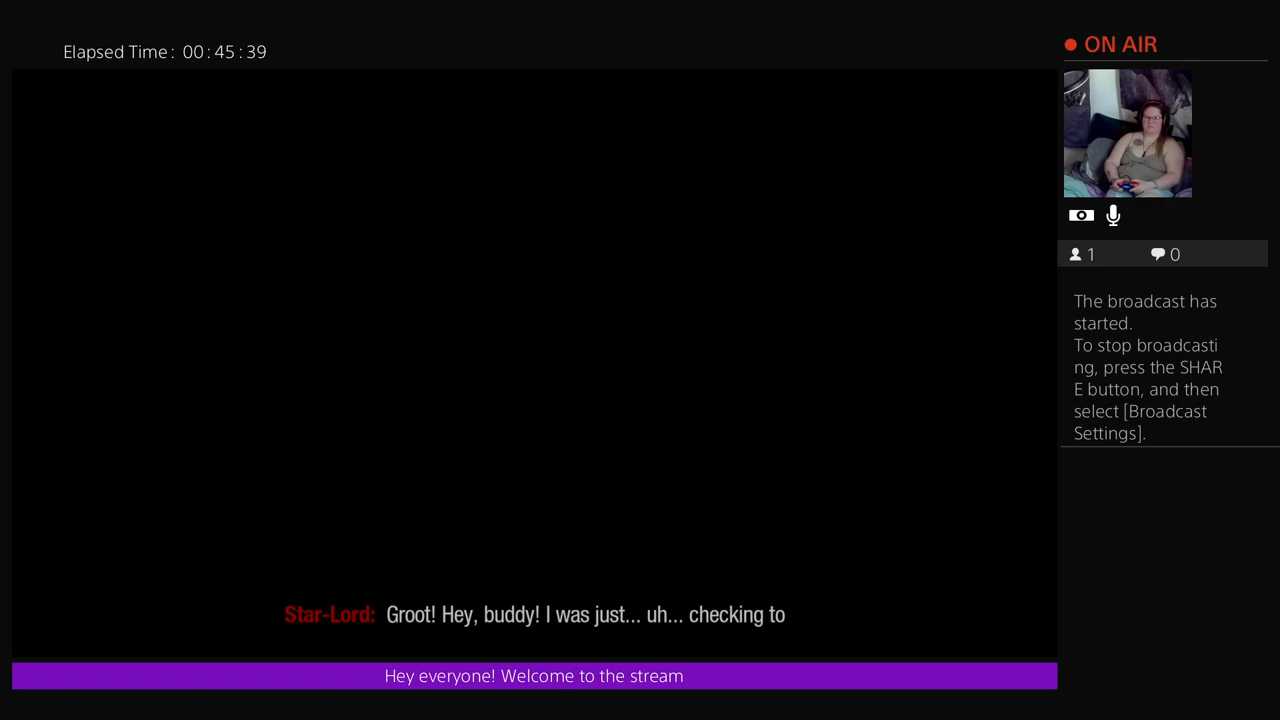 Elapsed Time: 00:45:39
ON AIR
1 0
The broadcast has
started.
To stop broadcasti
ng, press the SHAR
E button, and then
select [Broadcast
Settings].
Star-Lord: Groot! Hey, buddy! I was just... uh... checking to
Hey everyone! Welcome to the stream